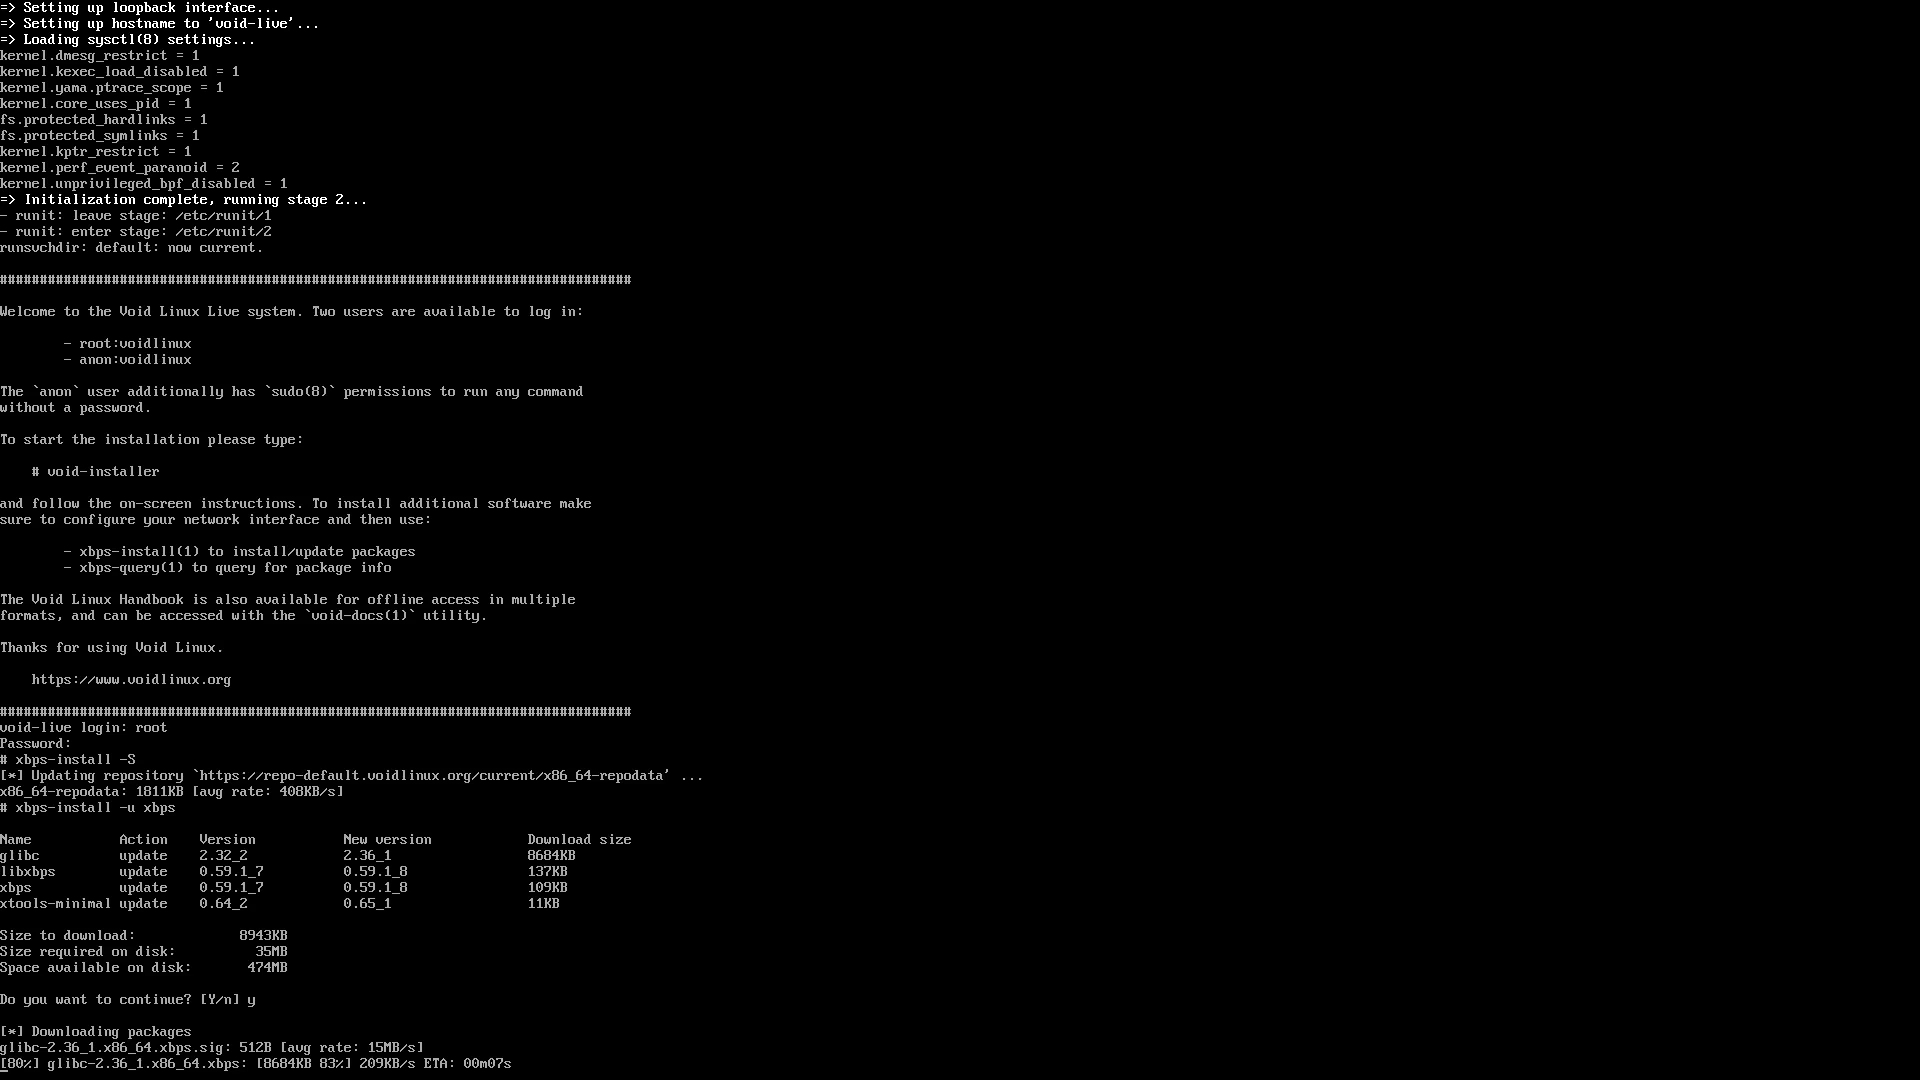 => Setting up loopback interface...
=> Setting up hostname to 'void-live'...
=> Loading sysctl(8) settings...
kernel.dmesg_restrict = 1
kernel.kexec_load_disabled = 1
kernel.yama.ptrace_scope = 1
kernel.core_uses_pid = 1
fs.protected_hardlinks = 1
fs.protected_symlinks = 1
kernel.kptr_restrict = 1
kernel.perf_event_paranoid = 2
kernel.unprivileged_bpf_disabled = 1
=> Initialization complete, running stage 2...
- runit: leave stage: /etc/runit/1
- runit: enter stage: /etc/runit/2
runsvchdir: default: now current.
###############################################################################
Welcome to the Void Linux Live system. Two users are available to log in:
- root:voidlinux
- anon:voidlinux
The `anon` user additionally has `sudo(8)` permissions to run any command
without a password.
To start the installation please type:
# void-installer
and follow the on-screen instructions. To install additional software make
sure to configure your network interface and then use:
- xbps-install(1) to install/update packages
- xbps-query(1) to query for package info
The Void Linux Handbook is also available for offline access in multiple
formats, and can be accessed with the `void-docs(1)` utility.
Thanks for using Void Linux.
https://www.voidlinux.org
###############################################################################
void-live login: root
Password:
# xbps-install -S
[*] Updating repository `https://repo-default.voidlinux.org/current/x86_64-repodata' ...
x86_64-repodata: 1811KB [avg rate: 408KB/s]
# xbps-install -u xbps
Name Action Version New version Download size
glibc update 2.32_2 2.36_1 8684KB
libxbps update 0.59.1_7 0.59.1_8 137KB
xbps update 0.59.1_7 0.59.1_8 109KB
xtools-minimal update 0.64_2 0.65_1 11KB
Size to download: 8943KB
Size required on disk: 35MB
Space available on disk: 474MB
Do you want to continue? [Y/n] y
[*] Downloading packages
glibc-2.36_1.x86_64.xbps.sig: 512B [avg rate: 15MB/s]
[80%] glibc-2.36_1.x86_64.xbps: [8684KB 83%] 209KB/s ETA: 00m07s